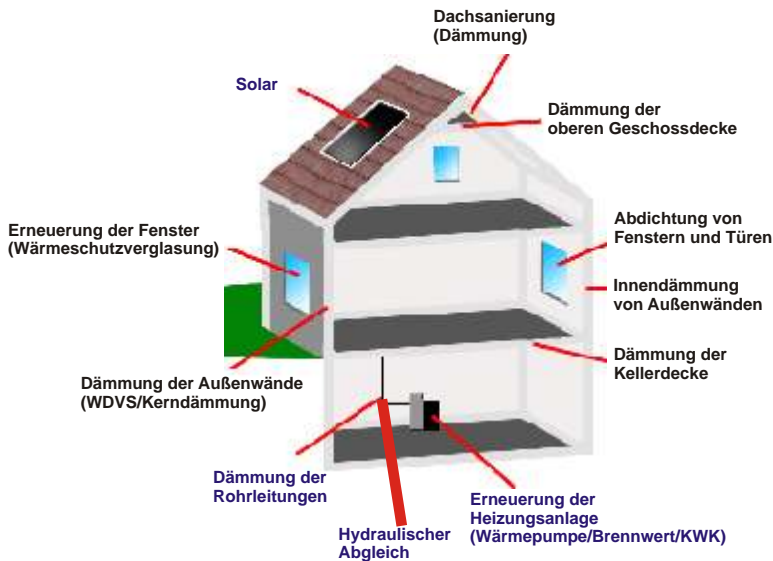 Dachsanierung
(Dämmung)
Solar
Dämmung der
oberen Geschossdecke
Erneuerung der Fenster
(Wärmeschutzverglasung)
Abdichtung von
Fenstern und Türen
Innendämmung
von Außenwänden
Dämmung der
Kellerdecke
Dämmung der Außenwände
(WDVS/Kerndämmung)
Dämmung der
Rohrleitungen
Hydraulischer
Abgleich
Erneuerung der
Heizungsanlage
(Wärmepumpe/Brennwert/KWK)